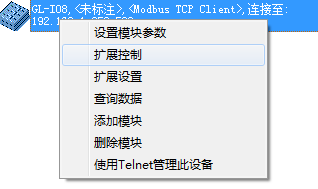 GL-IO8,<未标注>,<Modbus TCP Client>,连接至:
设置模块参数
扩展控制
扩展设置
查询数据
添加模块
删除模块
使用Telnet管理此设备